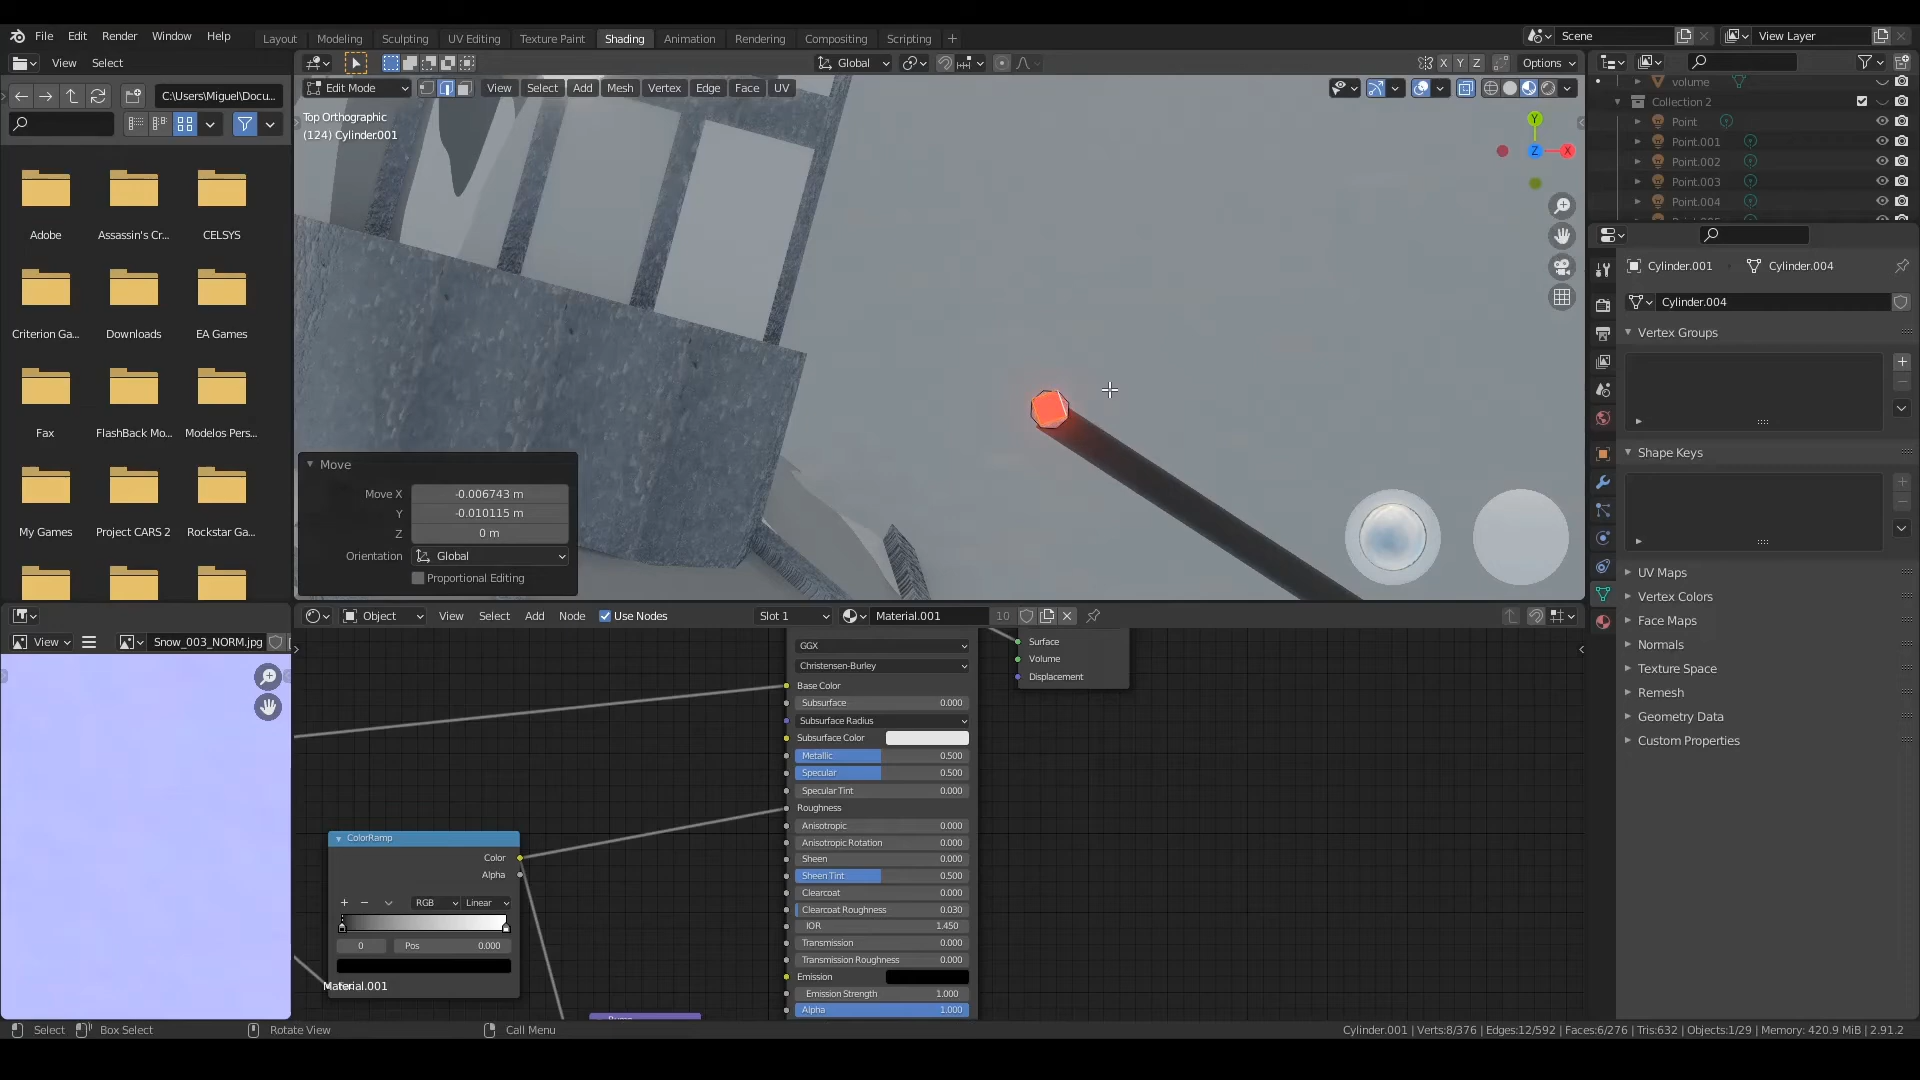 File Edit Render Window Help
Layout Modeling Sculpting UV Editing Texture Paint Shading Animation Rendering Compositing Scripting +
Scene View Layer
View Select
Global X Y Z Options
C:\Users\Miguel\Docu...
Edit Mode View Select Add Mesh Vertex Edge Face UV
Top Orthographic
(124) Cylinder.001
Y
Z X
volume
Collection 2
Point
Point.001
Point.002
Point.003
Point.004
Adobe Assassin's Cr... CELSYS
Criterion Ga... Downloads EA Games
Fax FlashBack Mo... Modelos Pers...
My Games Project CARS 2 Rockstar Ga...
Cylinder.001 Cylinder.004
Cylinder.004
Vertex Groups
Shape Keys
UV Maps
Vertex Colors
Face Maps
Normals
Texture Space
Remesh
Geometry Data
Custom Properties
Move
Move X -0.006743 m
Y -0.010115 m
Z 0 m
Orientation Global
Proportional Editing
Object View Select Add Node Use Nodes Slot 1 Material.001 10
View Snow_003_NORM.jpg
GGX
Christensen-Burley
Base Color
Subsurface 0.000
Subsurface Radius
Subsurface Color
Metallic 0.500
Specular 0.500
Specular Tint 0.000
Roughness
Anisotropic 0.000
Anisotropic Rotation 0.000
Sheen 0.000
Sheen Tint 0.500
Clearcoat 0.000
Clearcoat Roughness 0.030
IOR 1.450
Transmission 0.000
Transmission Roughness 0.000
Emission
Emission Strength 1.000
Alpha 1.000
Surface
Volume
Displacement
ColorRamp
Color
Alpha
RGB Linear
0 Pos 0.000
Material.001
Select Box Select Rotate View Call Menu
Cylinder.001 | Verts:8/376 | Edges:12/592 | Faces:6/276 | Tris:632 | Objects:1/29 | Memory: 420.9 MiB | 2.91.2